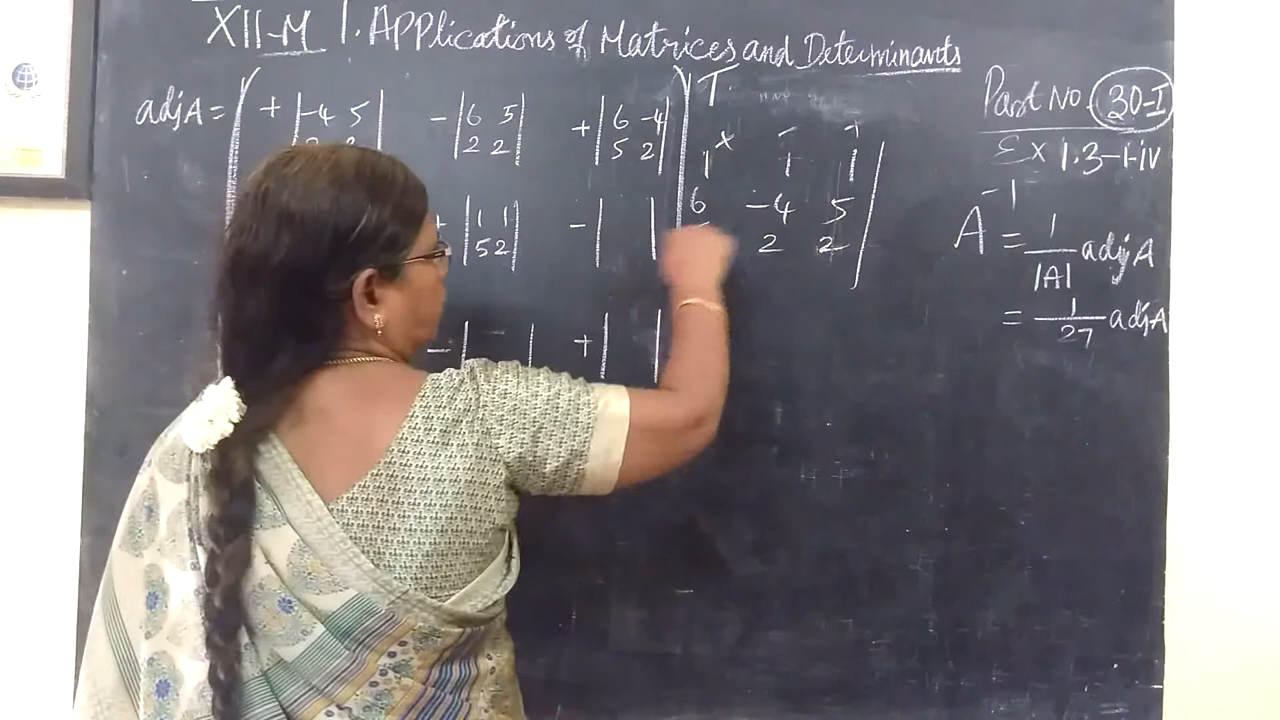 XII-M 1. Applications of Matrices and Determinants
Part No. 30-I
Ex 1.3-1-iv
adjA = ( + |-4 5| - |6 5| + |6 -4| ) T
2 2 5 2
+ |1 1| - | |
5 2
- | | + | |
+ - +
1 1 1
6 -4 5
2 2
A⁻¹ = 1/|A| adjA
= 1/27 adjA